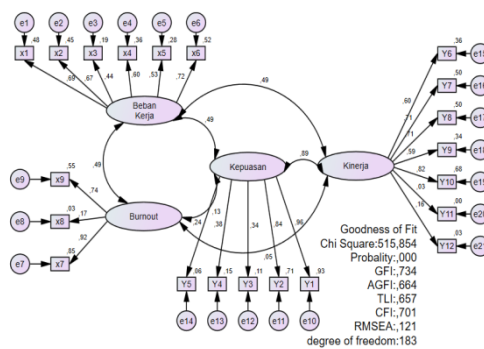 e1 e2 e3 e4 e5 e6
,48 ,45 ,19 ,36 ,28 ,52
x1 x2 x3 x4 x5 x6
,69 ,67 ,44 ,60 ,53 ,72
Beban
Kerja
,49
,49
,49
Kepuasan
,89
Kinerja
Burnout
,24
,13
e9 ,55
x9 ,74
e8 ,03
x8 ,17
e7 ,85
x7 ,92
,38 ,34 ,05 ,84 ,96
,06 ,15 ,11 ,71 ,93
Y5 Y4 Y3 Y2 Y1
e14 e13 e12 e11 e10
,36
Y6
,60
,50
Y7
,71
,50
Y8
,71
,34
Y9
,59
,68
Y10
,82
,00
Y11
,03
,03
Y12
,16
Goodness of Fit
Chi Square:515,854
Probality:,000
GFI:,734
AGFI:,664
TLI:,657
CFI:,701
RMSEA:,121
degree of freedom:183